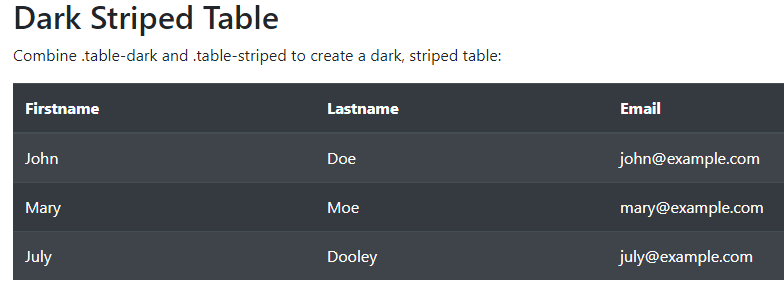 Dark Striped Table
Combine .table-dark and .table-striped to create a dark, striped table:
Firstname Lastname Email
John Doe john@example.com
Mary Moe mary@example.com
July Dooley july@example.com